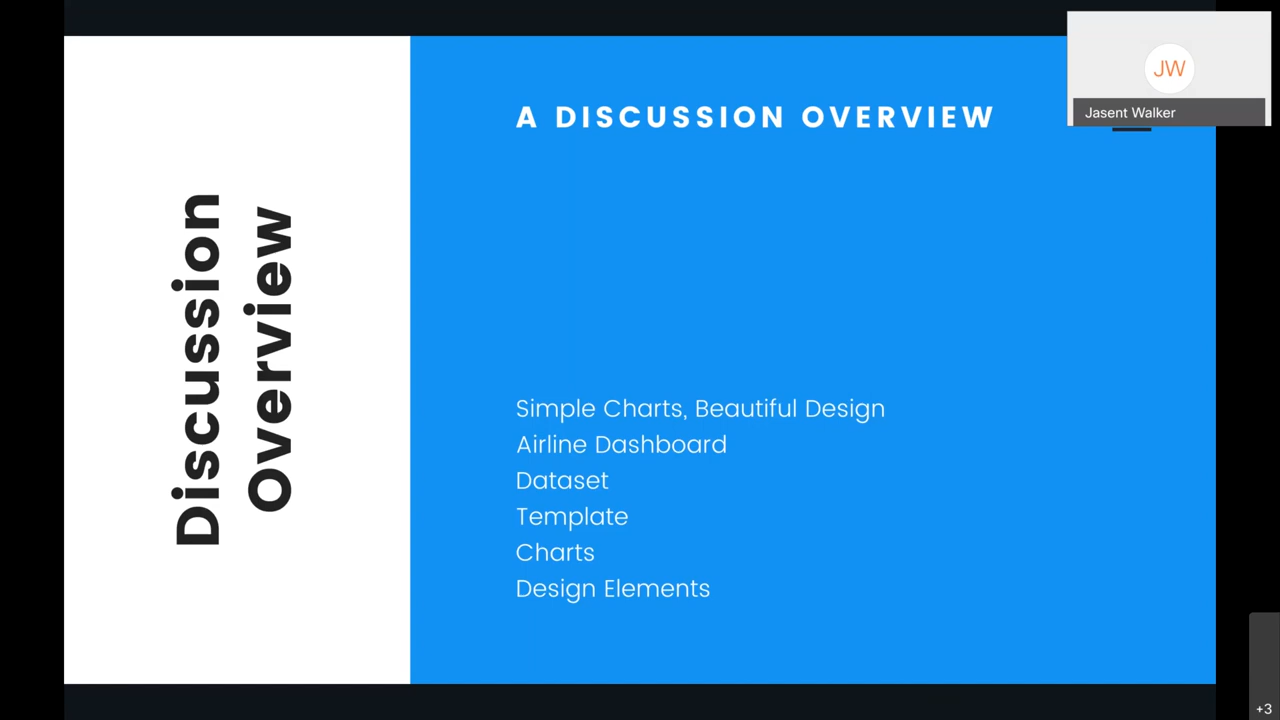 Discussion
Overview
A DISCUSSION OVERVIEW
JW
Jasent Walker
Simple Charts, Beautiful Design
Airline Dashboard
Dataset
Template
Charts
Design Elements
+3